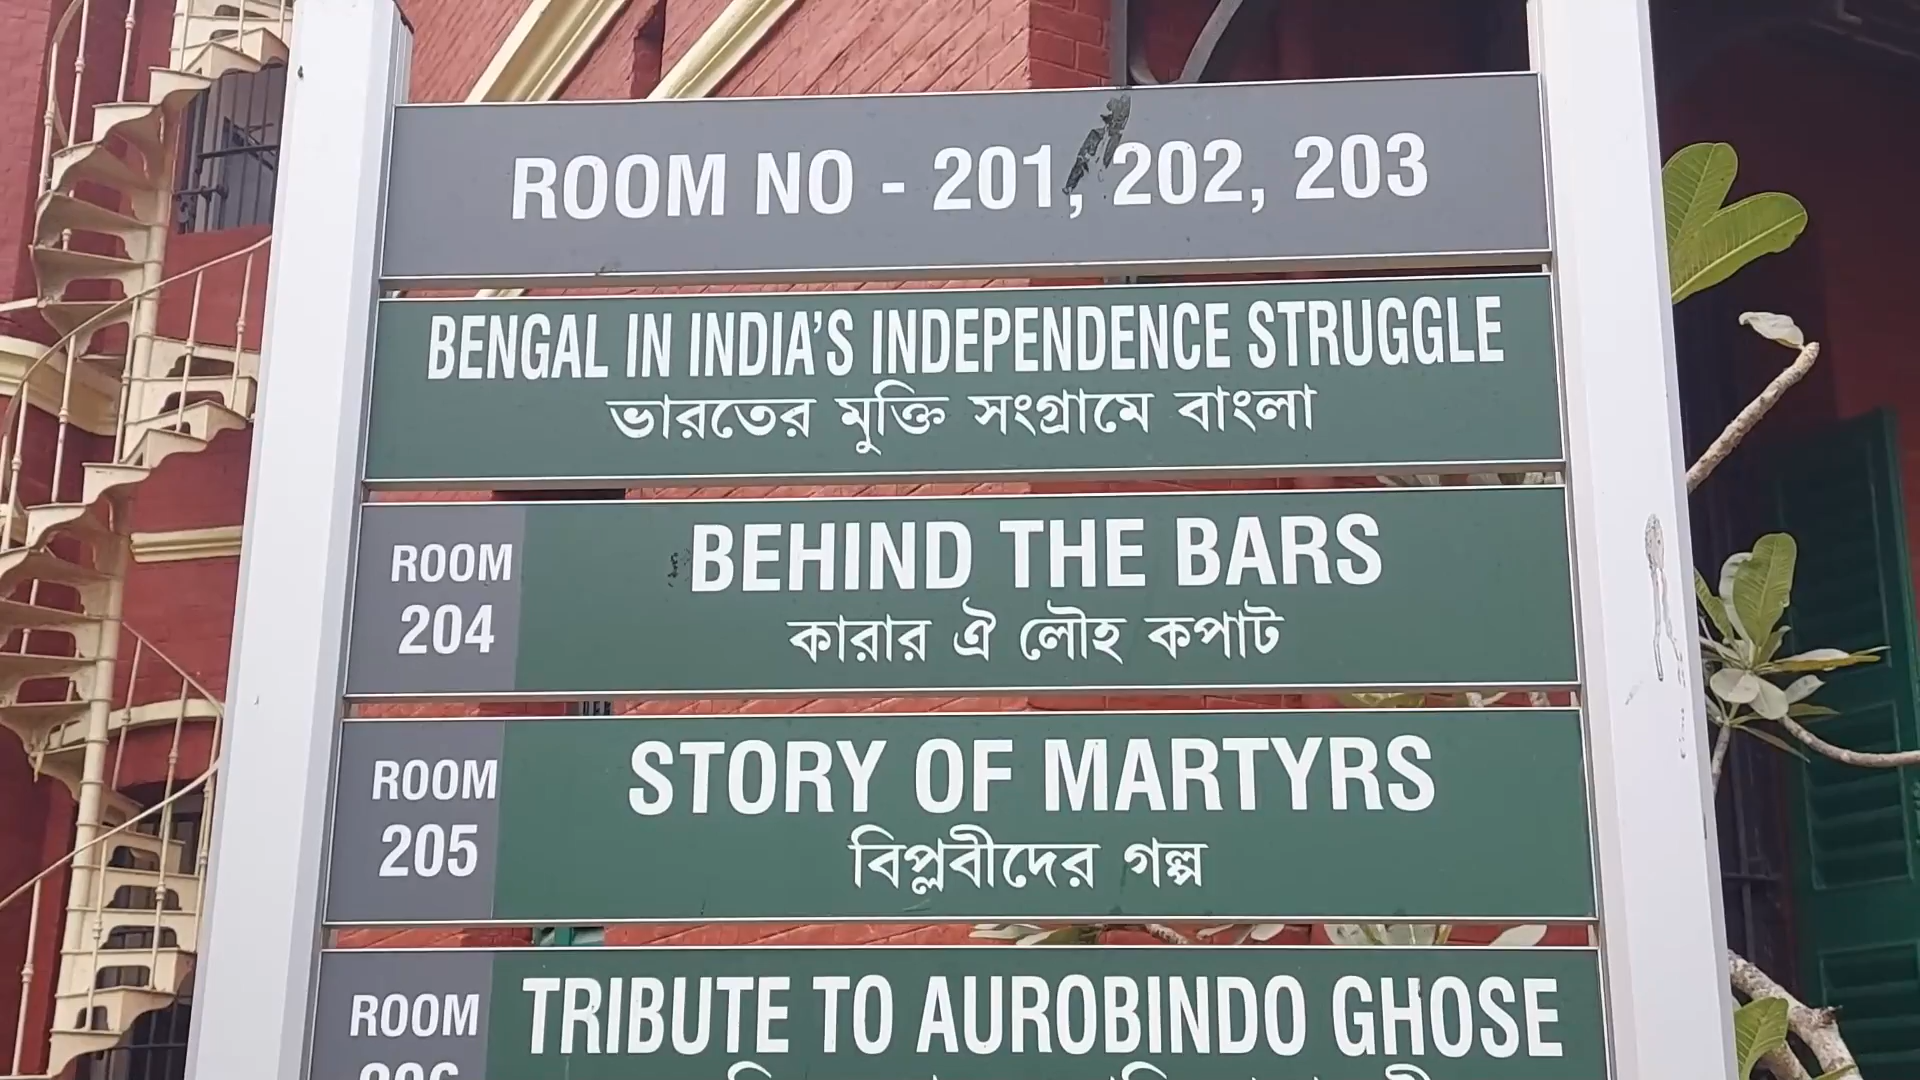 ROOM NO - 201, 202, 203
BENGAL IN INDIA'S INDEPENDENCE STRUGGLE
ভারতের মুক্তি সংগ্রামে বাংলা
ROOM
204
BEHIND THE BARS
কারার ঐ লৌহ কপাট
ROOM
205
STORY OF MARTYRS
বিপ্লবীদের গল্প
ROOM
TRIBUTE TO AUROBINDO GHOSE